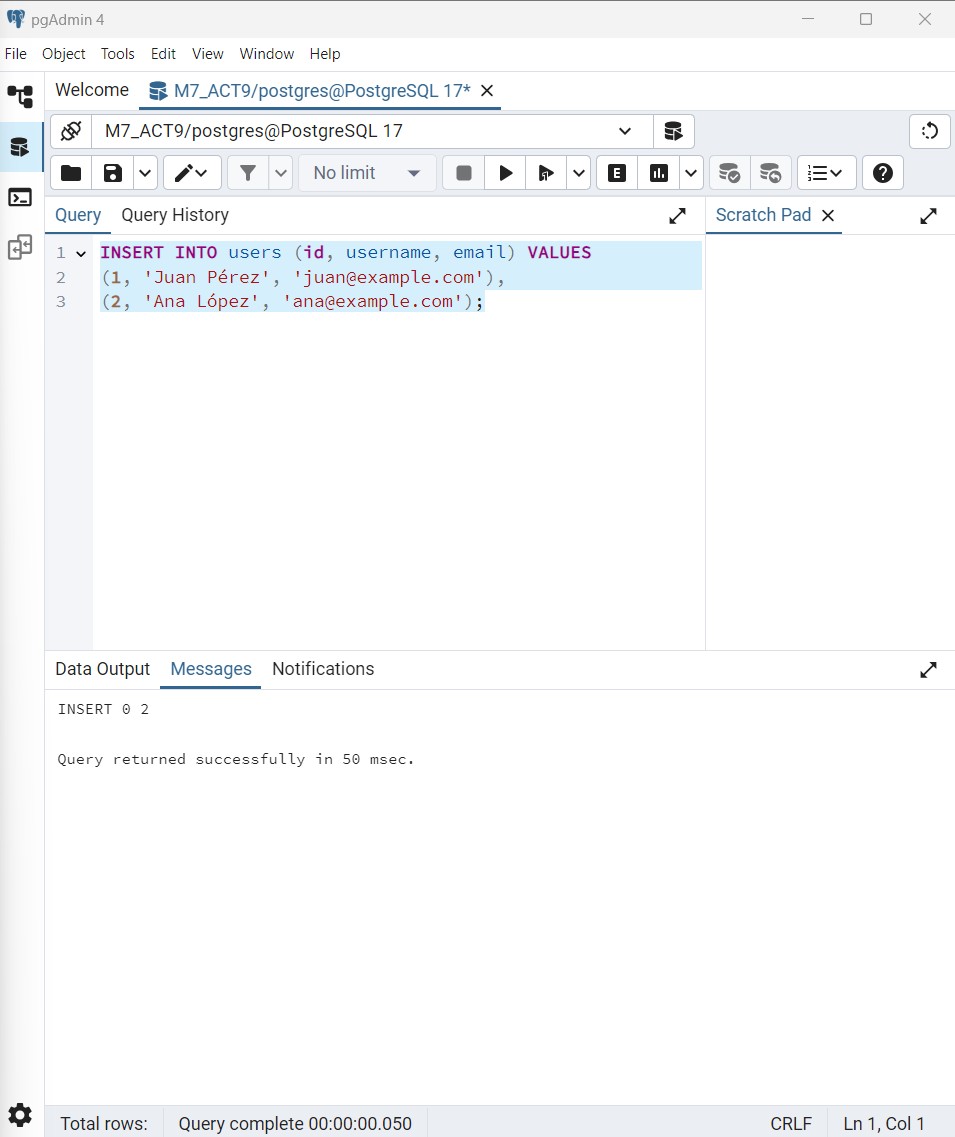 pgAdmin 4
File Object Tools Edit View Window Help
Welcome M7_ACT9/postgres@PostgreSQL 17*
M7_ACT9/postgres@PostgreSQL 17
No limit E
Query Query History Scratch Pad
1 INSERT INTO users (id, username, email) VALUES
2 (1, 'Juan Pérez', 'juan@example.com'),
3 (2, 'Ana López', 'ana@example.com');
Data Output Messages Notifications
INSERT 0 2
Query returned successfully in 50 msec.
Total rows: Query complete 00:00:00.050 CRLF Ln 1, Col 1